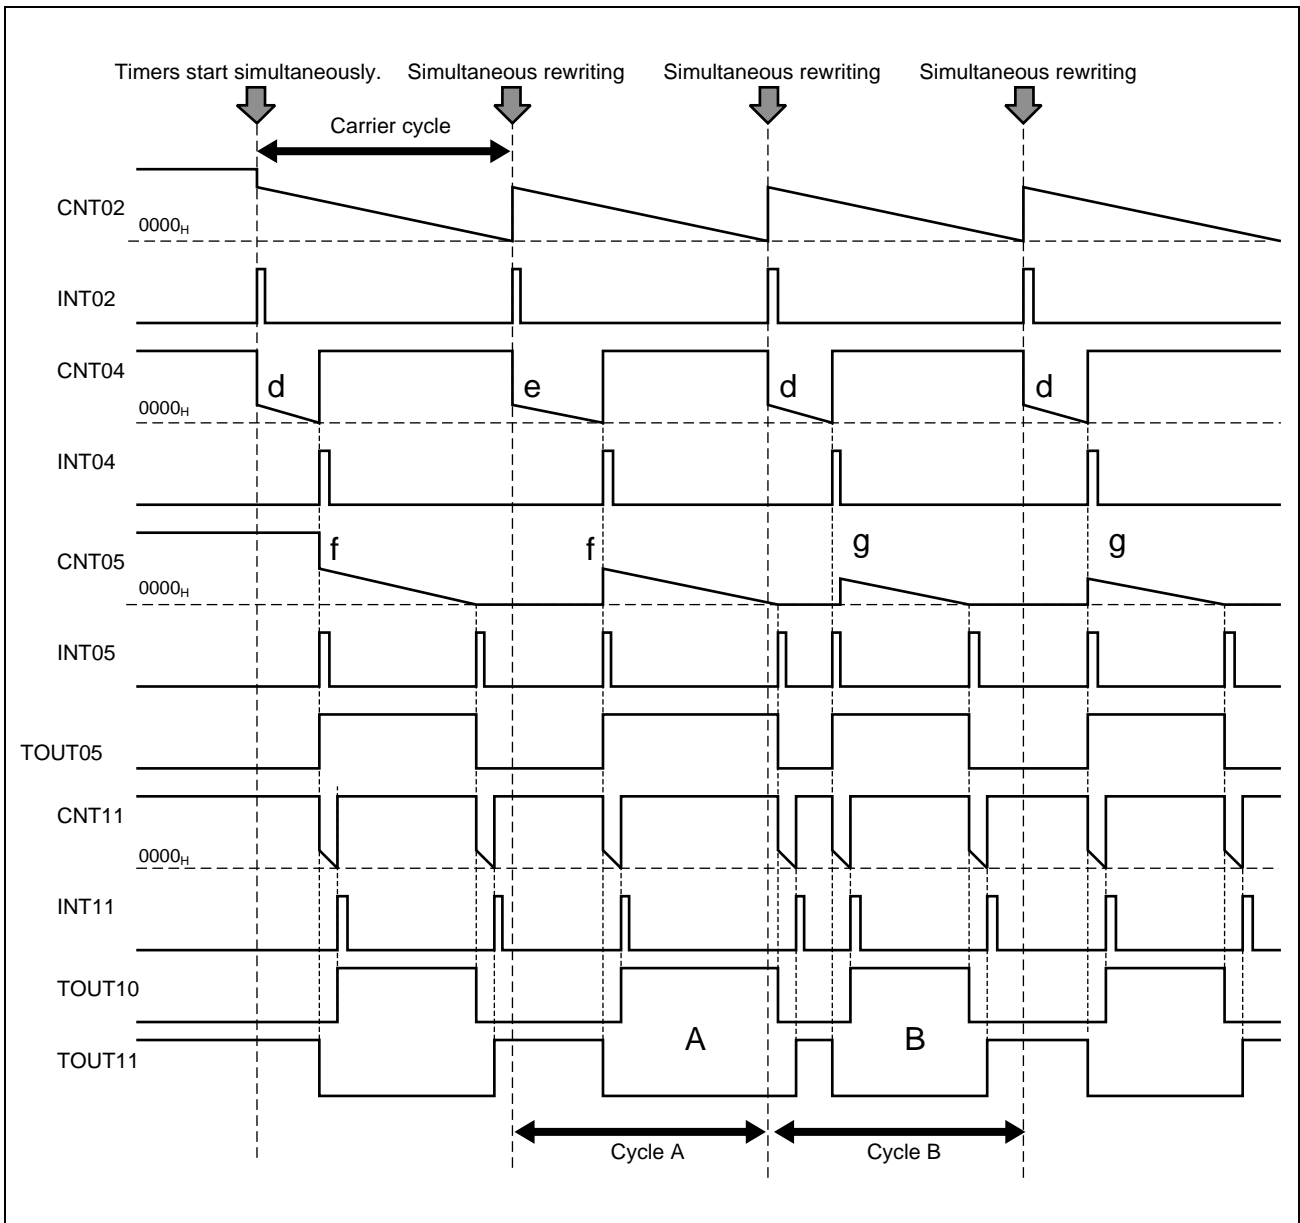 Timers start simultaneously. Simultaneous rewriting Simultaneous rewriting Simultaneous rewriting
Carrier cycle
CNT02
0000H
INT02
CNT04
d e d d
0000H
INT04
CNT05
f f g g
0000H
INT05
TOUT05
CNT11
0000H
INT11
TOUT10
A B
TOUT11
Cycle A Cycle B